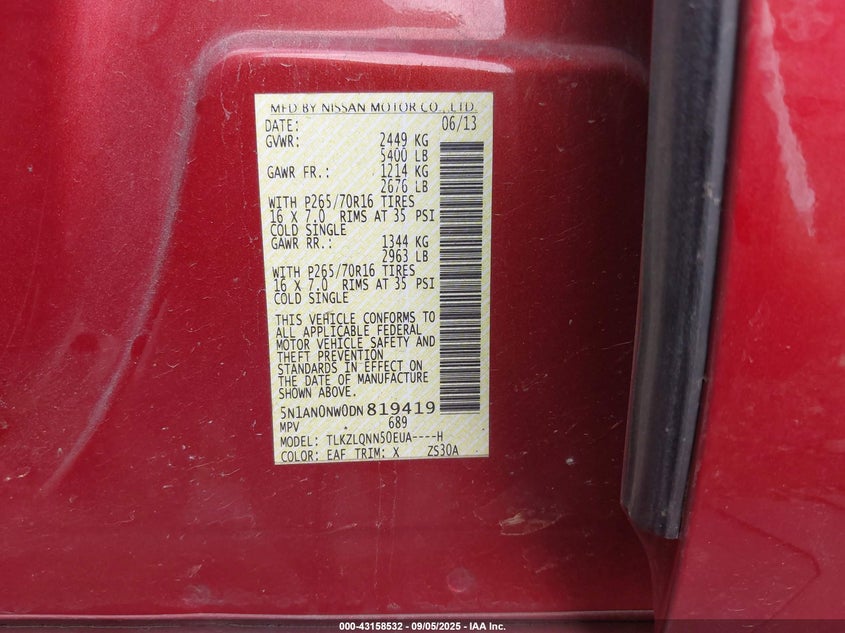 MFD BY NISSAN MOTOR CO., LTD.
DATE: 06/13
GVWR: 2449 KG
5400 LB
GAWR FR.: 1214 KG
2676 LB
WITH P265/70R16 TIRES
16 X 7.0 RIMS AT 35 PSI
COLD SINGLE
GAWR RR.: 1344 KG
2963 LB
WITH P265/70R16 TIRES
16 X 7.0 RIMS AT 35 PSI
COLD SINGLE
THIS VEHICLE CONFORMS TO
ALL APPLICABLE FEDERAL
MOTOR VEHICLE SAFETY AND
THEFT PREVENTION
STANDARDS IN EFFECT ON
THE DATE OF MANUFACTURE
SHOWN ABOVE.
5N1AN0NW0DN819419
MPV 689
MODEL: TLKZLQNN50EUA----H
COLOR: EAF TRIM: X ZS30A
000-43158532 - 09/05/2025 - IAA Inc.